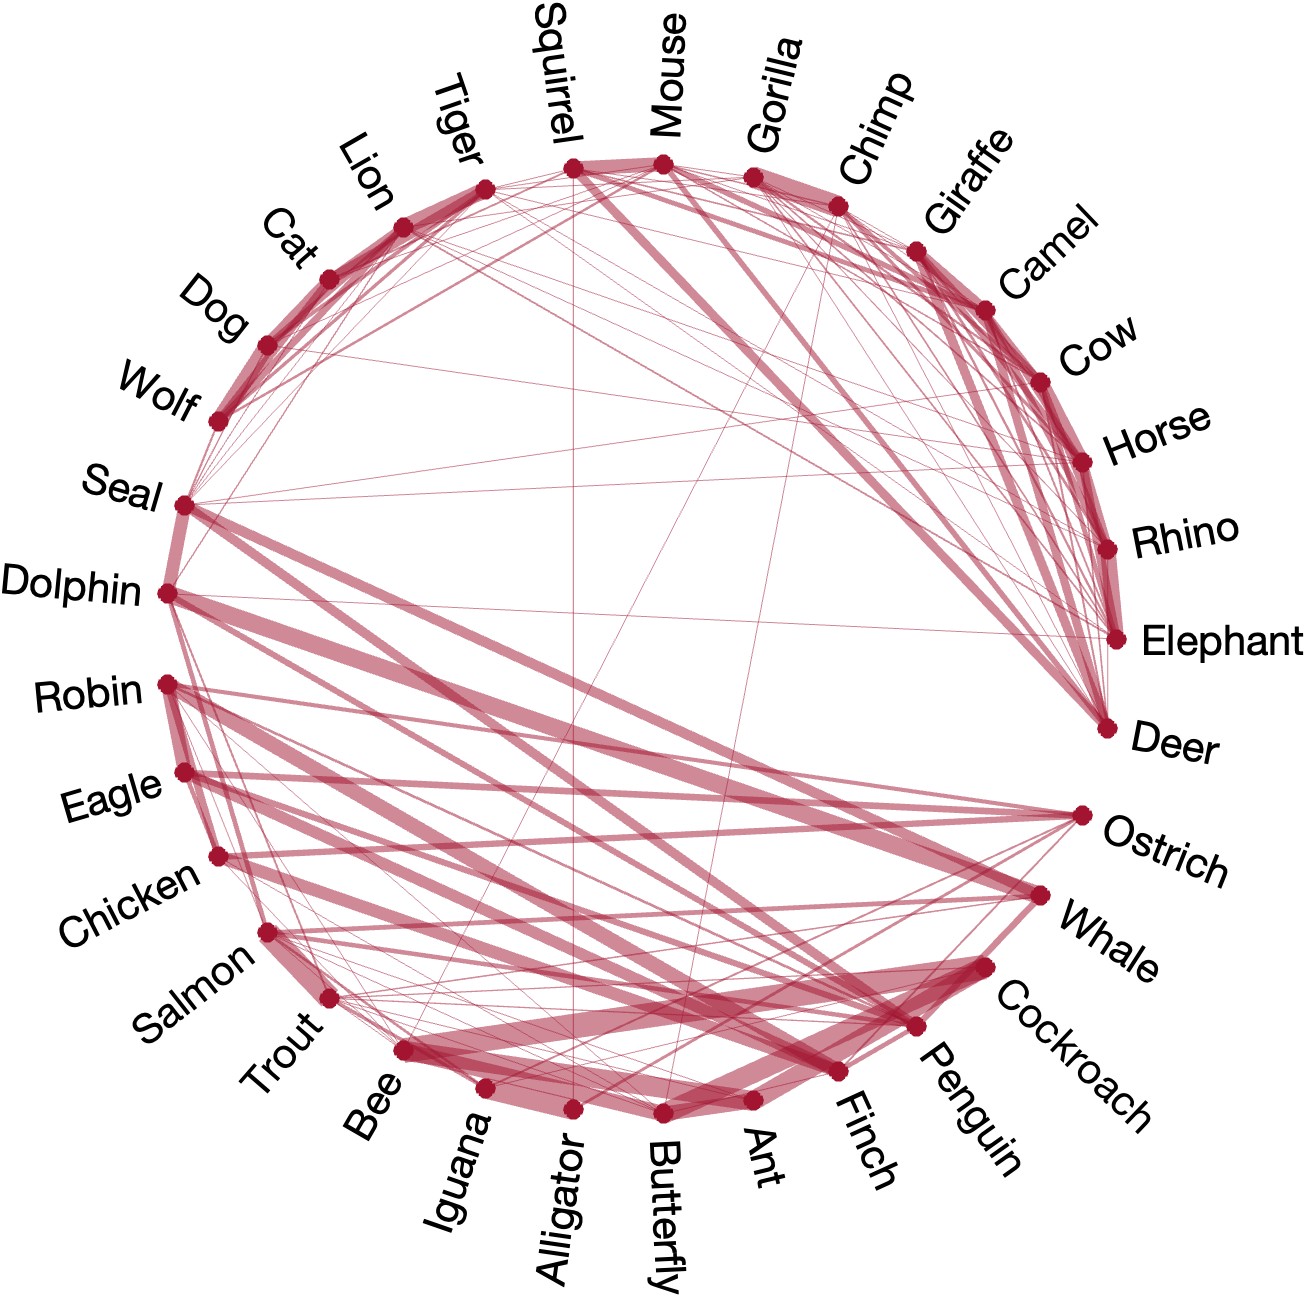 Squirrel
Mouse
Gorilla
Chimp
Giraffe
Camel
Cow
Horse
Rhino
Elephant
Deer
Ostrich
Whale
Cockroach
Penguin
Finch
Ant
Butterfly
Alligator
Iguana
Bee
Trout
Salmon
Chicken
Eagle
Robin
Dolphin
Seal
Wolf
Dog
Cat
Lion
Tiger